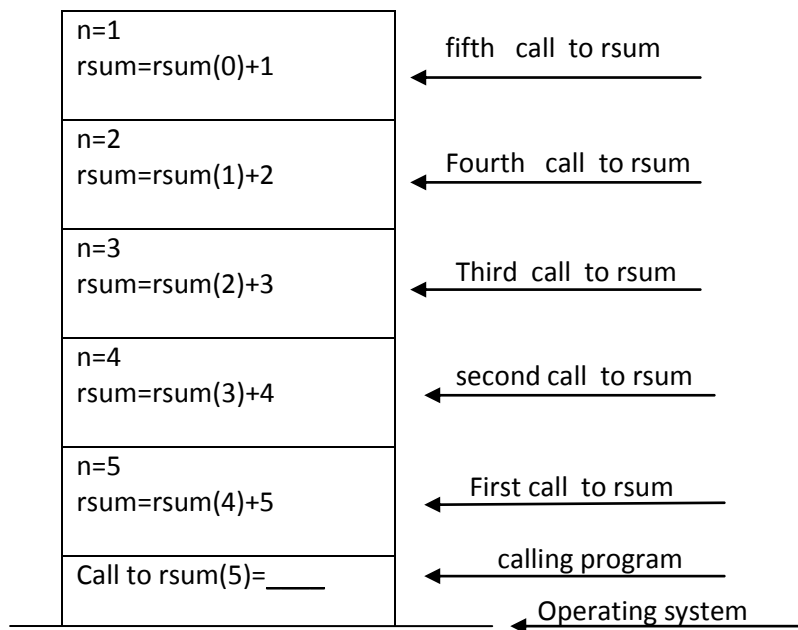 n=1
rsum=rsum(0)+1
fifth call to rsum
n=2
rsum=rsum(1)+2
Fourth call to rsum
n=3
rsum=rsum(2)+3
Third call to rsum
n=4
rsum=rsum(3)+4
second call to rsum
n=5
rsum=rsum(4)+5
First call to rsum
Call to rsum(5)=____
calling program
Operating system